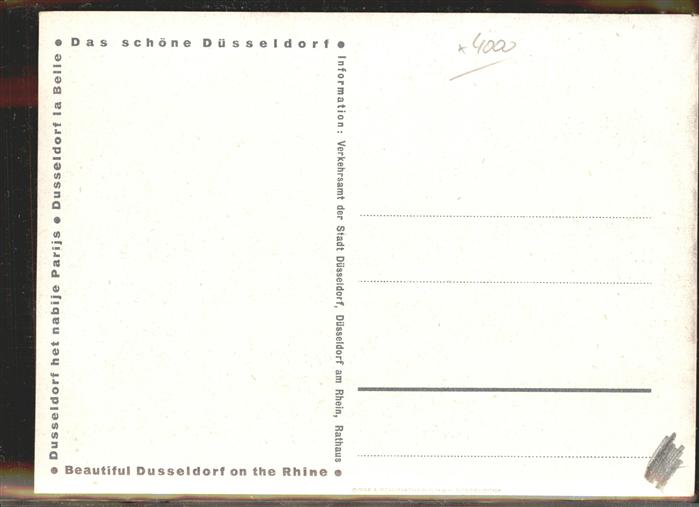 ● Das schöne Düsseldorf ●
Dusseldorf het nabije Parijs ● Dusseldorf la Belle
● Beautiful Dusseldorf on the Rhine ●
Information: Verkehrsamt der Stadt Düsseldorf, Düsseldorf am Rhein, Rathaus
x4000